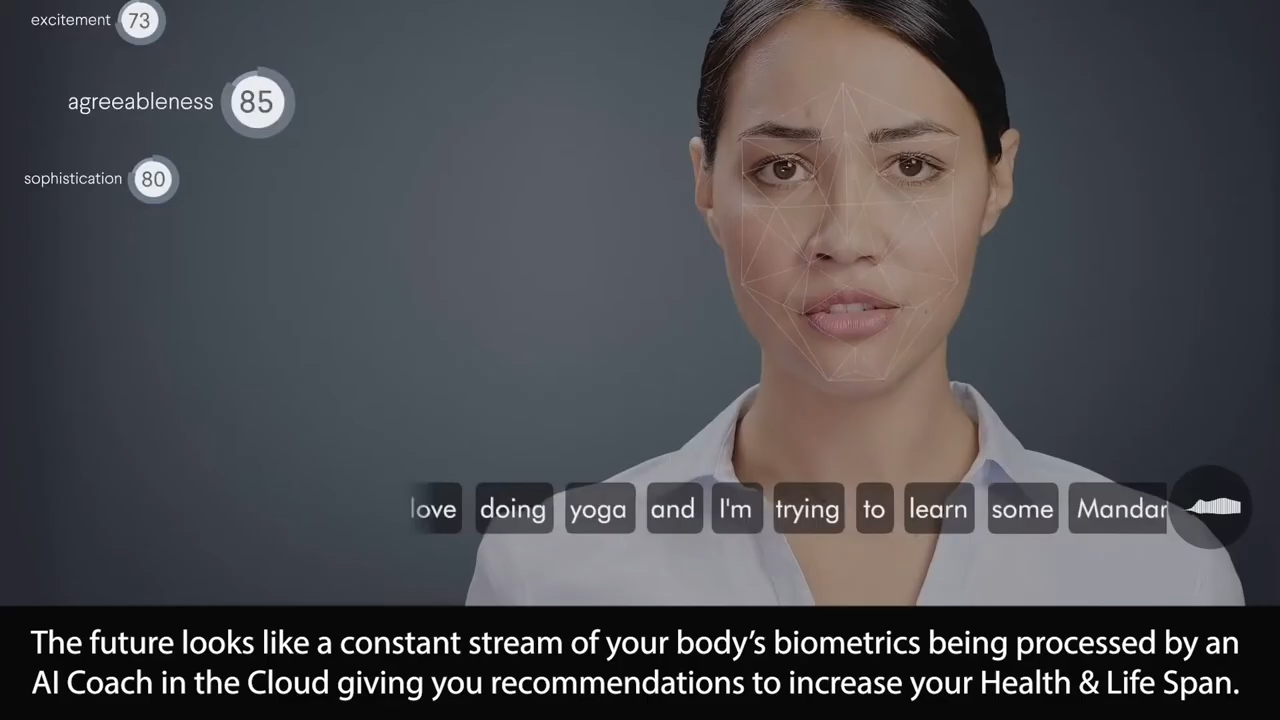 excitement 73
agreeableness 85
sophistication 80
love doing yoga and I'm trying to learn some Mandar
The future looks like a constant stream of your body's biometrics being processed by an
AI Coach in the Cloud giving you recommendations to increase your Health & Life Span.